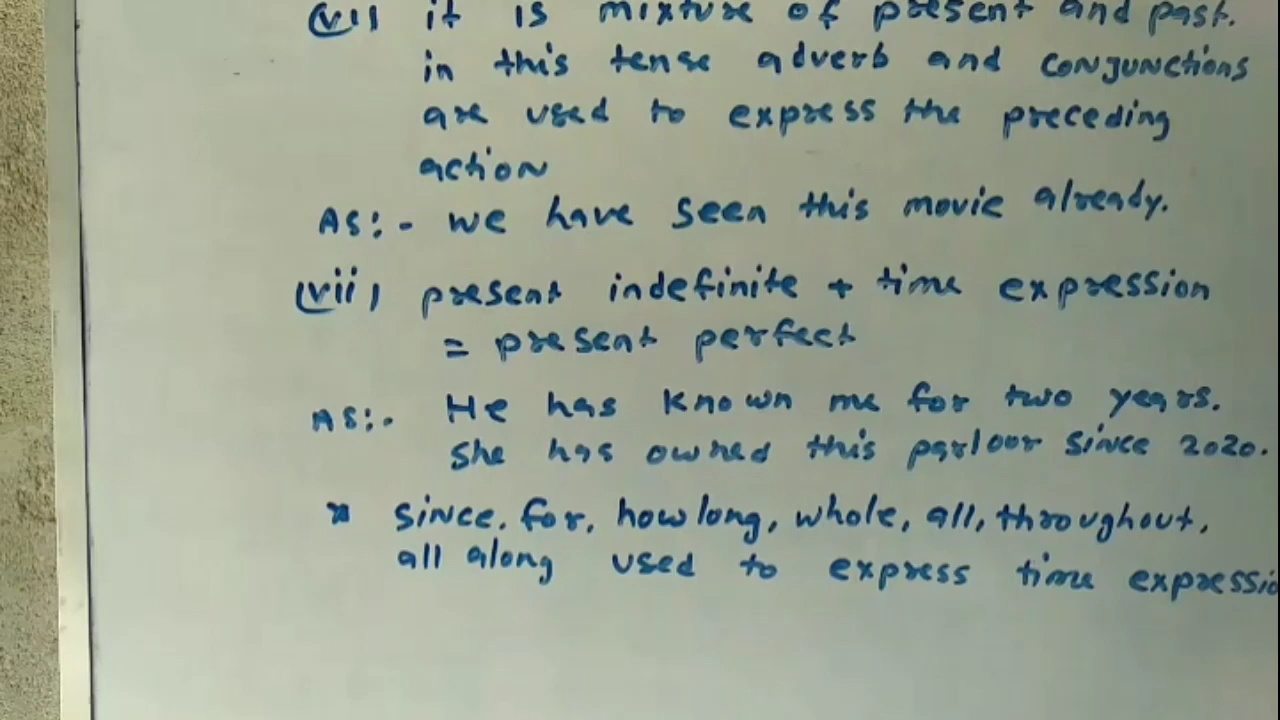 (vi) it is mixture of present and past.
in this tense adverb and conjunctions
are used to express the preceding
action
AS:- we have seen this movie already.
(vii) present indefinite + time expression
= present perfect
AS:- He has known me for two years.
She has owned this parloor since 2020.
* since, for, how long, whole, all, throughout,
all along used to express time expressio